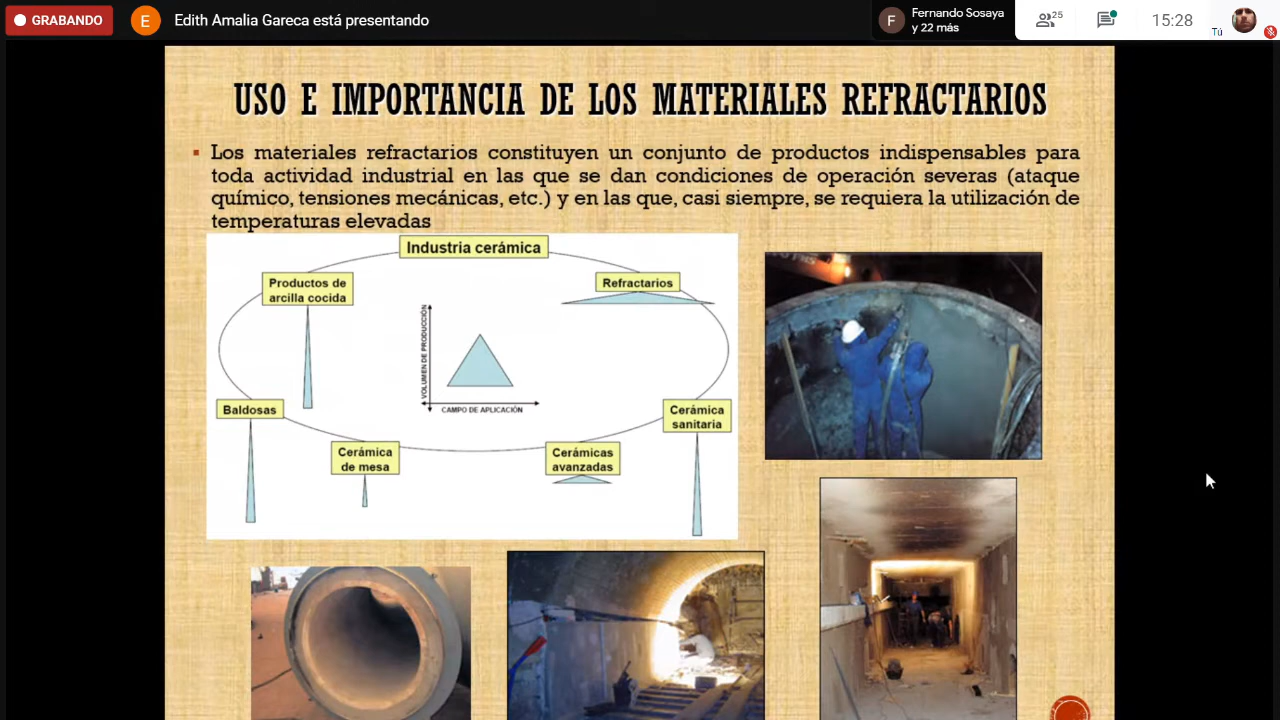 GRABANDO
E
Edith Amalia Gareca está presentando
F
Fernando Sosaya
y 22 más
25
15:28
Tú
USO E IMPORTANCIA DE LOS MATERIALES REFRACTARIOS
Los materiales refractarios constituyen un conjunto de productos indispensables para
toda actividad industrial en las que se dan condiciones de operación severas (ataque
químico, tensiones mecánicas, etc.) y en las que, casi siempre, se requiera la utilización de
temperaturas elevadas
Industria cerámica
Productos de
arcilla cocida
Refractarios
VOLUMEN DE PRODUCCIÓN
CAMPO DE APLICACIÓN
Baldosas
Cerámica
sanitaria
Cerámica
de mesa
Cerámicas
avanzadas